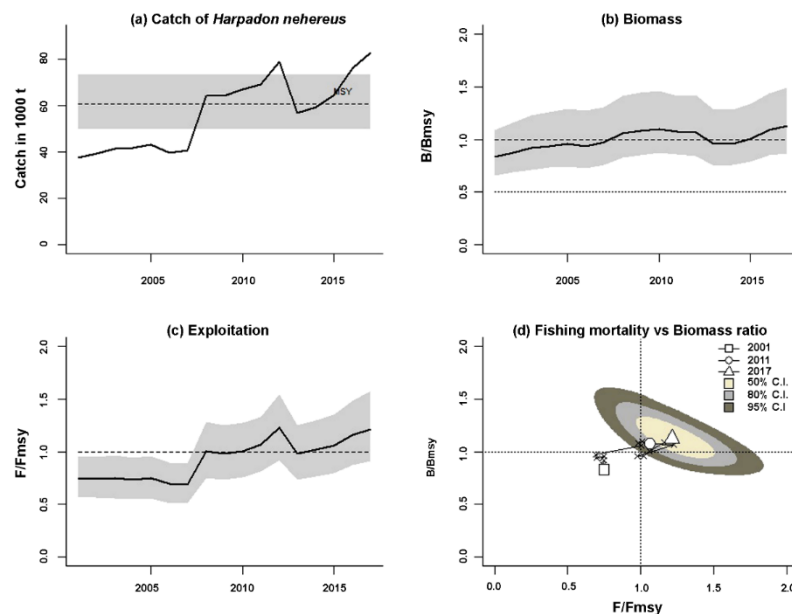 (a) Catch of Harpadon nehereus
Catch in 1000 t
0 20 40 60 80
MSY
2005 2010 2015
(b) Biomass
B/Bmsy
0.0 0.5 1.0 1.5 2.0
2005 2010 2015
(c) Exploitation
F/Fmsy
0.0 0.5 1.0 1.5 2.0
2005 2010 2015
(d) Fishing mortality vs Biomass ratio
B/Bmsy
0.0 0.5 1.0 1.5 2.0
2001
2011
2017
50% C.I.
80% C.I.
95% C.I
0.0 0.5 1.0 1.5 2.0
F/Fmsy